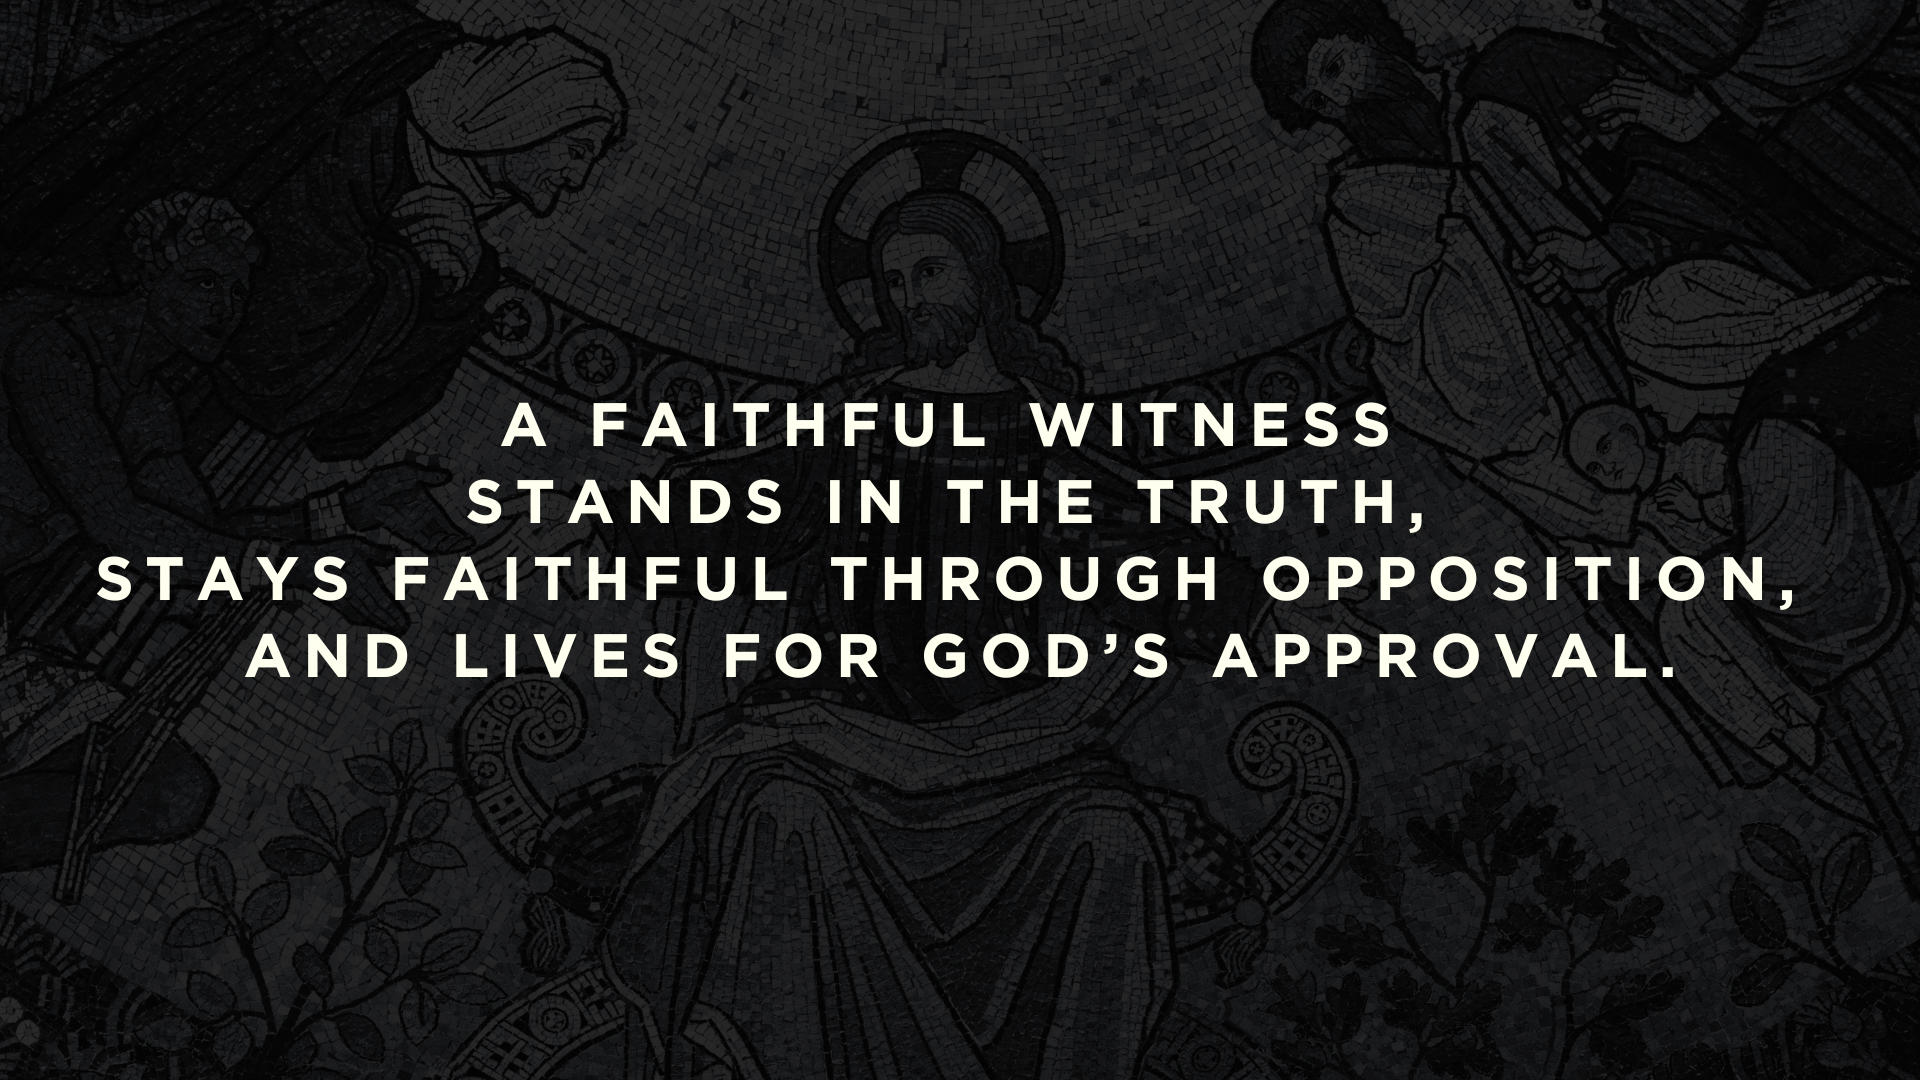 A FAITHFUL WITNESS
STANDS IN THE TRUTH,
STAYS FAITHFUL THROUGH OPPOSITION,
AND LIVES FOR GOD’S APPROVAL.